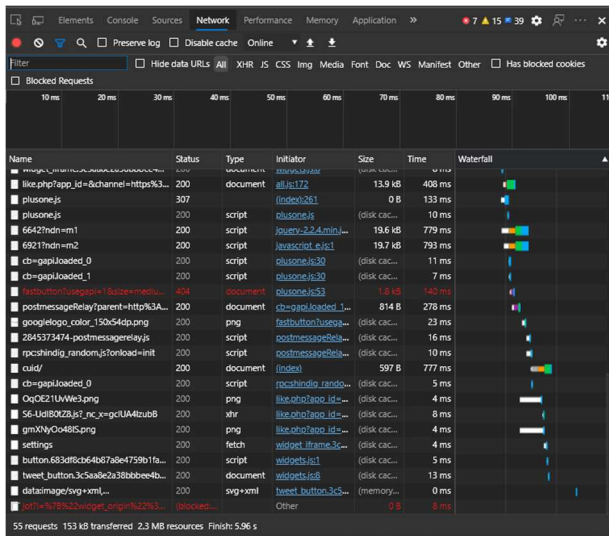 Elements Console Sources Network Performance Memory Application » 7 15 39
Preserve log Disable cache Online
Filter Hide data URLs All XHR JS CSS Img Media Font Doc WS Manifest Other Has blocked cookies
Blocked Requests
10 ms 20 ms 30 ms 40 ms 50 ms 60 ms 70 ms 80 ms 90 ms 100 ms 11
Name Status Type Initiator Size Time Waterfall
like.php?app_id=&channel=https%3... 200 document all.js:172 13.9 kB 408 ms
plusone.js 307 (index):261 0 B 133 ms
plusone.js 200 script plusone.js (disk cac... 10 ms
6642?ndn=m1 200 script jquery-2.2.4.min.j... 19.6 kB 779 ms
6921?ndn=m2 200 script javascript e.js:1 19.7 kB 793 ms
cb=gapi.loaded_0 200 script plusone.js:30 (disk cac... 11 ms
cb=gapi.loaded_1 200 script plusone.js:30 (disk cac... 7 ms
fastbutton?usegapi=1&size=mediu... 404 document plusone.js:53 1.8 kB 140 ms
postmessageRelay?parent=http%3A... 200 document cb=gapi.loaded_1... 814 B 278 ms
googlelogo_color_150x54dp.png 200 png fastbutton?usega... (disk cac... 23 ms
2845373474-postmessagerelay.js 200 script postmessageRela... (disk cac... 16 ms
rpc:shindig_random.js?onload=init 200 script postmessageRela... (disk cac... 10 ms
cuid/ 200 document (index) 597 B 777 ms
cb=gapi.loaded_0 200 script rpc:shindig_rando... (disk cac... 5 ms
OqOE21UvWe3.png 200 png like.php?app_id=... (disk cac... 4 ms
S6-UdIB0tZ8.js?_nc_x=gcIUA4IzubB 200 xhr like.php?app_id=... (disk cac... 8 ms
gmXNyOo48IS.png 200 png like.php?app_id=... (disk cac... 4 ms
settings 200 fetch widget_iframe.3c... (disk cac... 4 ms
button.683df8cb64b87a8e4759b1fa... 200 script widgets.js:1 (disk cac... 5 ms
tweet_button.3c5aa8e2a38bbbee4b... 200 document widgets.js:8 (disk cac... 13 ms
data:image/svg+xml,... 200 svg+xml tweet_button.3c5... (memory... 0 ms
jot?l=%7B%22widget_origin%22%3... (blocked:... Other 0 B 8 ms
55 requests 153 kB transferred 2.3 MB resources Finish: 5.96 s